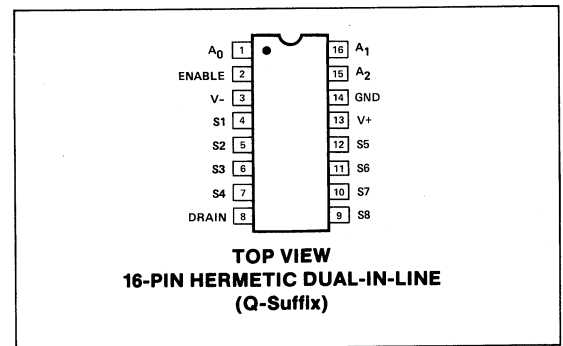 A0 1 16 A1
ENABLE 2 15 A2
V- 3 14 GND
S1 4 13 V+
S2 5 12 S5
S3 6 11 S6
S4 7 10 S7
DRAIN 8 9 S8
TOP VIEW
16-PIN HERMETIC DUAL-IN-LINE
(Q-Suffix)